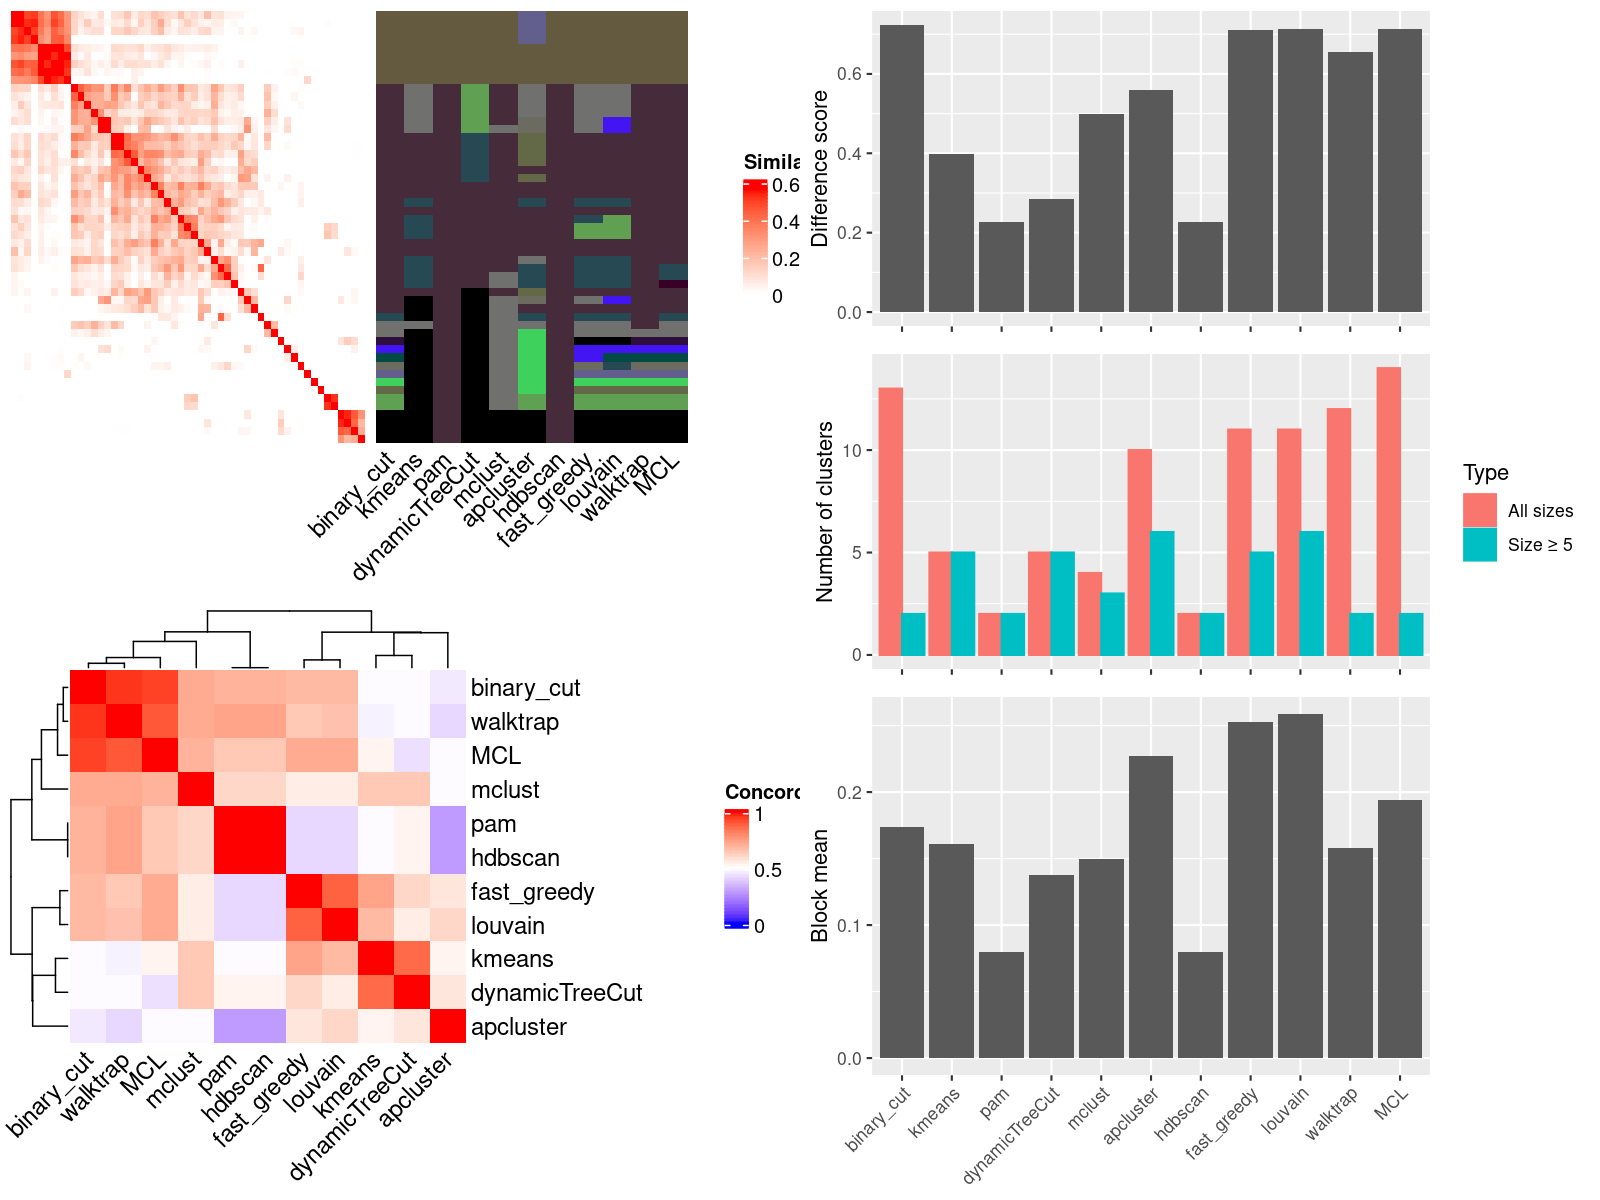 Simila
0.6
0.4
0.2
0
binary_cut
kmeans
pam
dynamicTreeCut
mclust
apcluster
hdbscan
fast_greedy
louvain
walktrap
MCL
binary_cut
walktrap
MCL
mclust
pam
hdbscan
fast_greedy
louvain
kmeans
dynamicTreeCut
apcluster
Concord
1
0.5
0
binary_cut
walktrap
MCL
mclust
pam
hdbscan
fast_greedy
louvain
kmeans
dynamicTreeCut
apcluster
Difference score
0.6
0.4
0.2
0.0
Number of clusters
10
5
0
Type
All sizes
Size ≥ 5
Block mean
0.2
0.1
0.0
binary_cut
kmeans
pam
dynamicTreeCut
mclust
apcluster
hdbscan
fast_greedy
louvain
walktrap
MCL